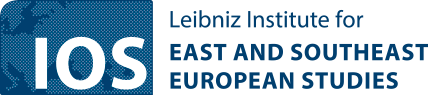 IOS
Leibniz Institute for
EAST AND SOUTHEAST
EUROPEAN STUDIES